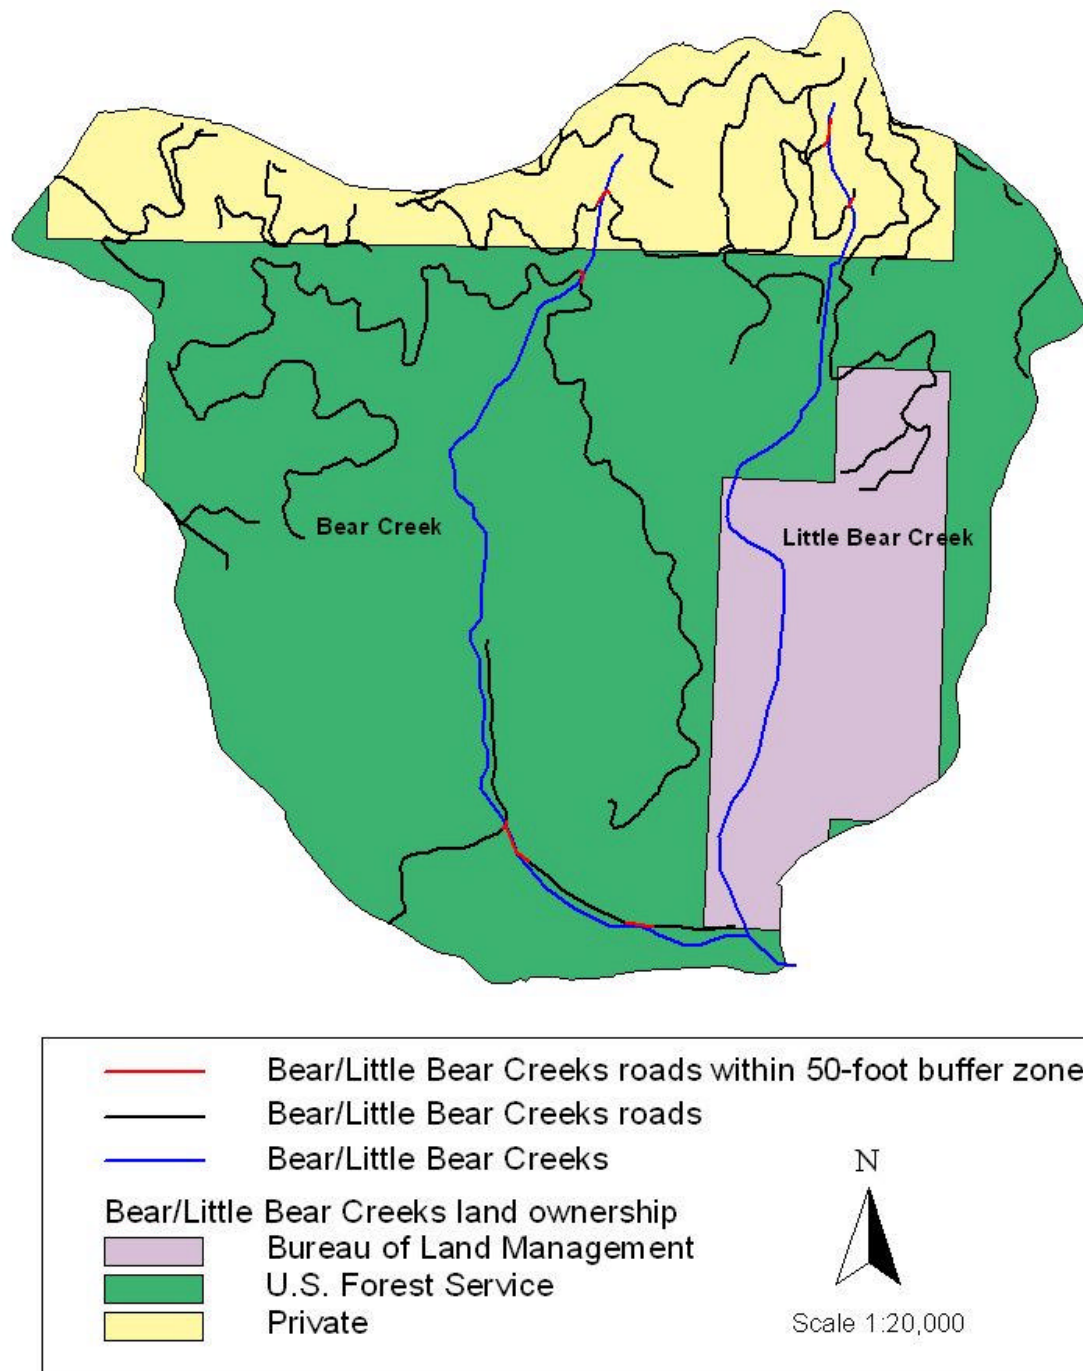 Bear Creek
Little Bear Creek
Bear/Little Bear Creeks roads within 50-foot buffer zone
Bear/Little Bear Creeks roads
Bear/Little Bear Creeks
N
Bear/Little Bear Creeks land ownership
Bureau of Land Management
U.S. Forest Service
Private
Scale 1:20,000